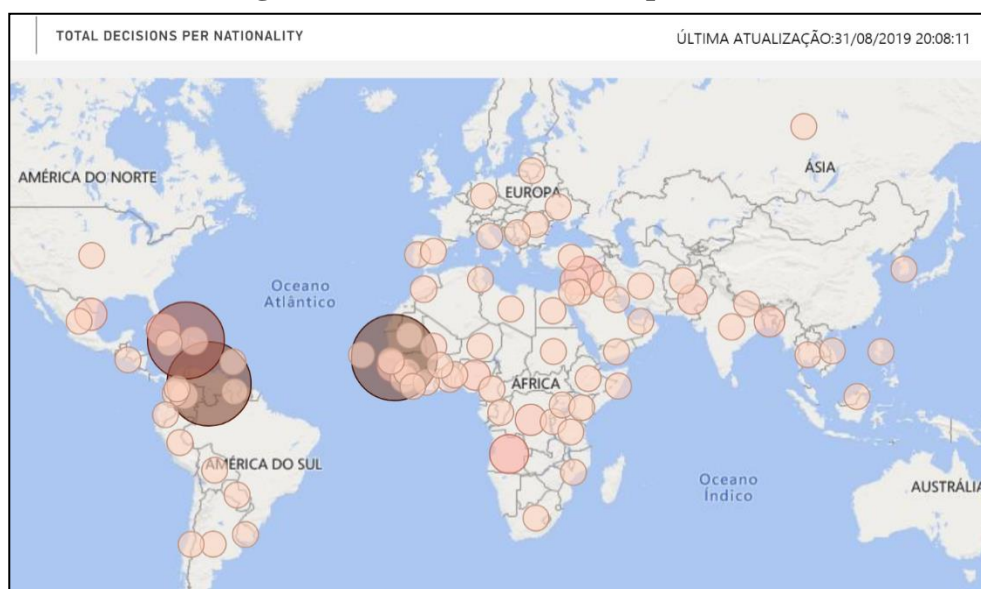 TOTAL DECISIONS PER NATIONALITY
ÚLTIMA ATUALIZAÇÃO:31/08/2019 20:08:11
AMÉRICA DO NORTE
EUROPA
ÁSIA
Oceano
Atlântico
ÁFRICA
AMÉRICA DO SUL
Oceano
Índico
AUSTRÁLIA